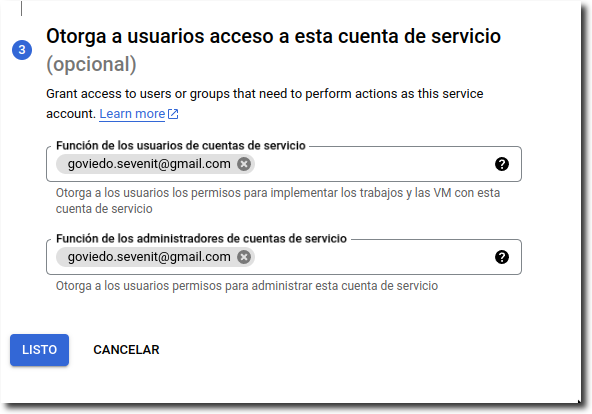 3
Otorga a usuarios acceso a esta cuenta de servicio
(opcional)
Grant access to users or groups that need to perform actions as this service
account. Learn more
Función de los usuarios de cuentas de servicio
goviedo.sevenit@gmail.com
Otorga a los usuarios los permisos para implementar los trabajos y las VM con esta
cuenta de servicio
Función de los administradores de cuentas de servicio
goviedo.sevenit@gmail.com
Otorga a los usuarios permisos para administrar esta cuenta de servicio
LISTO CANCELAR